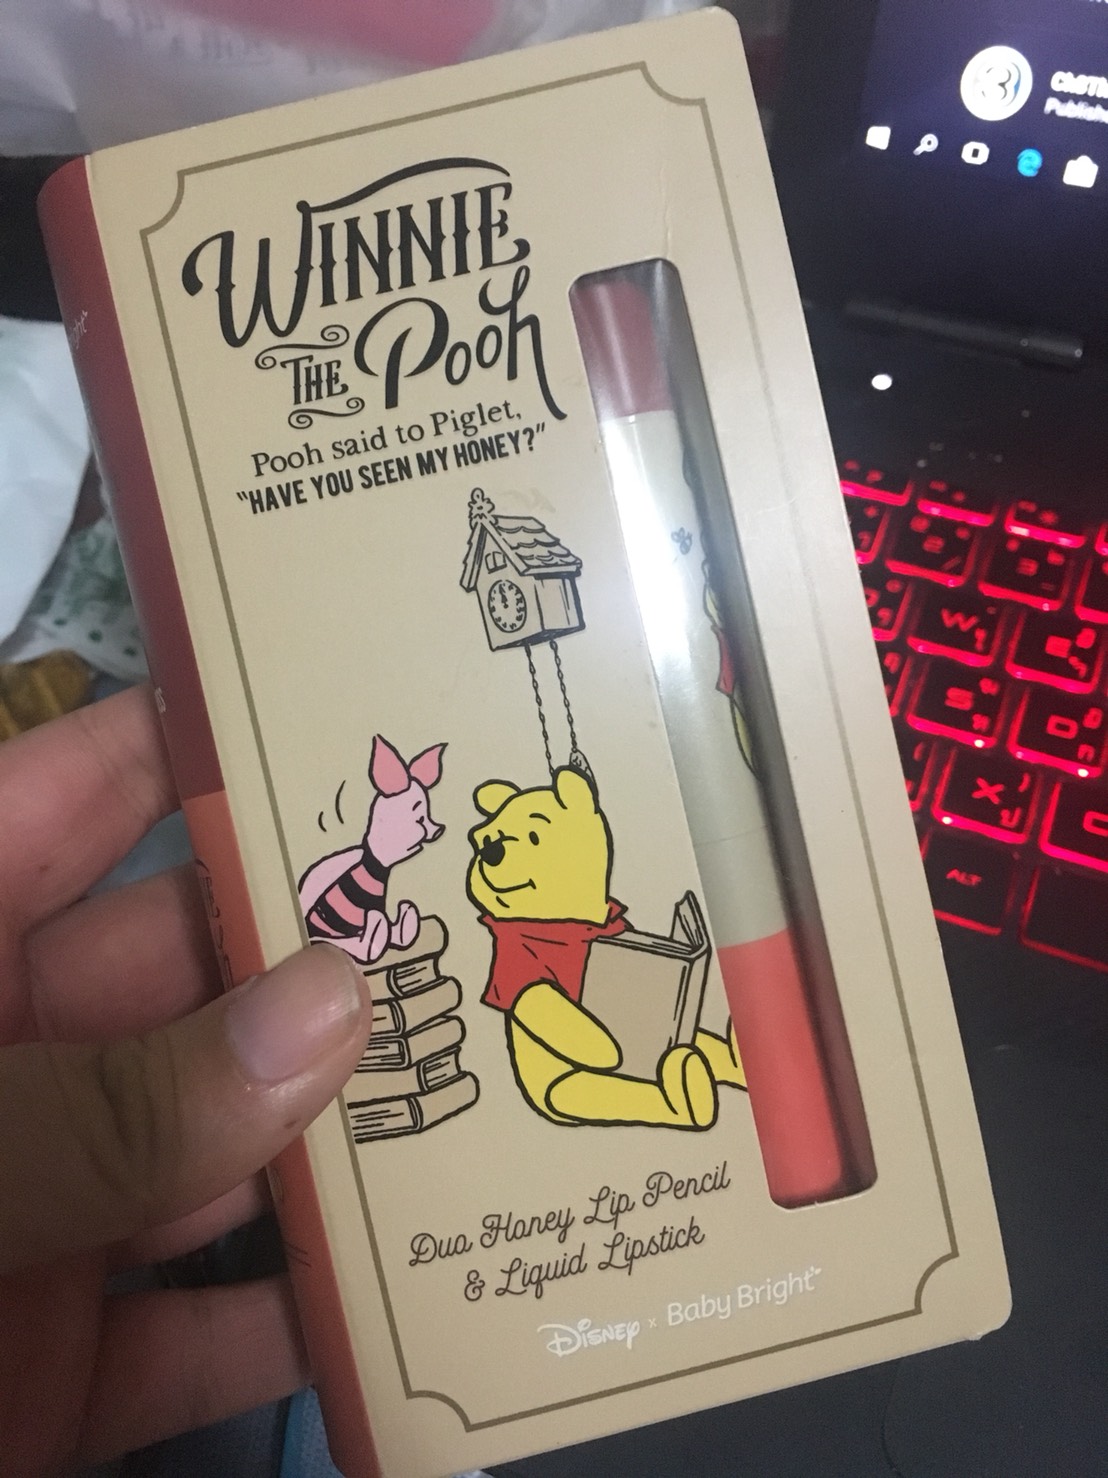 WINNIE
THE Pooh
Pooh said to Piglet,
"HAVE YOU SEEN MY HONEY?"
Duo Honey Lip Pencil
& Liquid Lipstick
Disney x Baby Bright
ALT
W
S
X